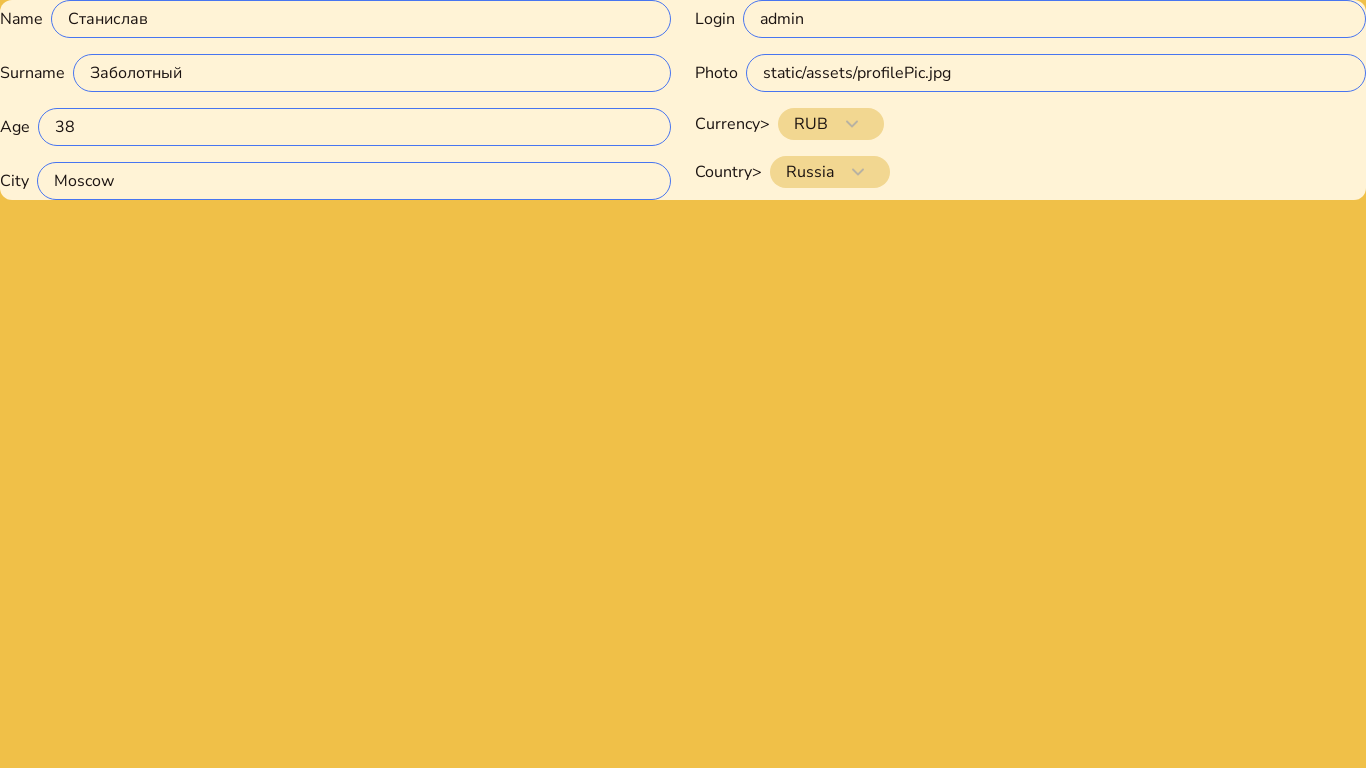 Name Станислав
Surname Заболотный
Age 38
City Moscow
Login admin
Photo static/assets/profilePic.jpg
Currency> RUB
Country> Russia